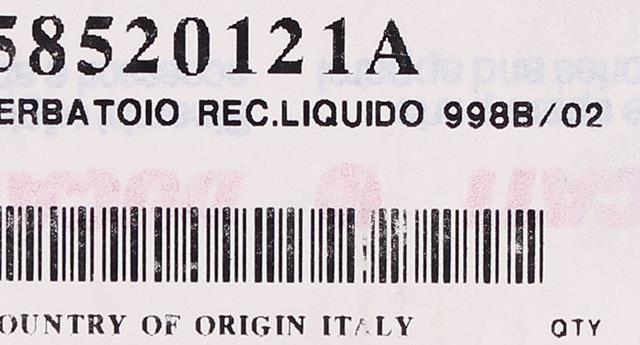 58520121A
ERBATOIO REC.LIQUIDO 998B/02
OUNTRY OF ORIGIN ITALY QTY